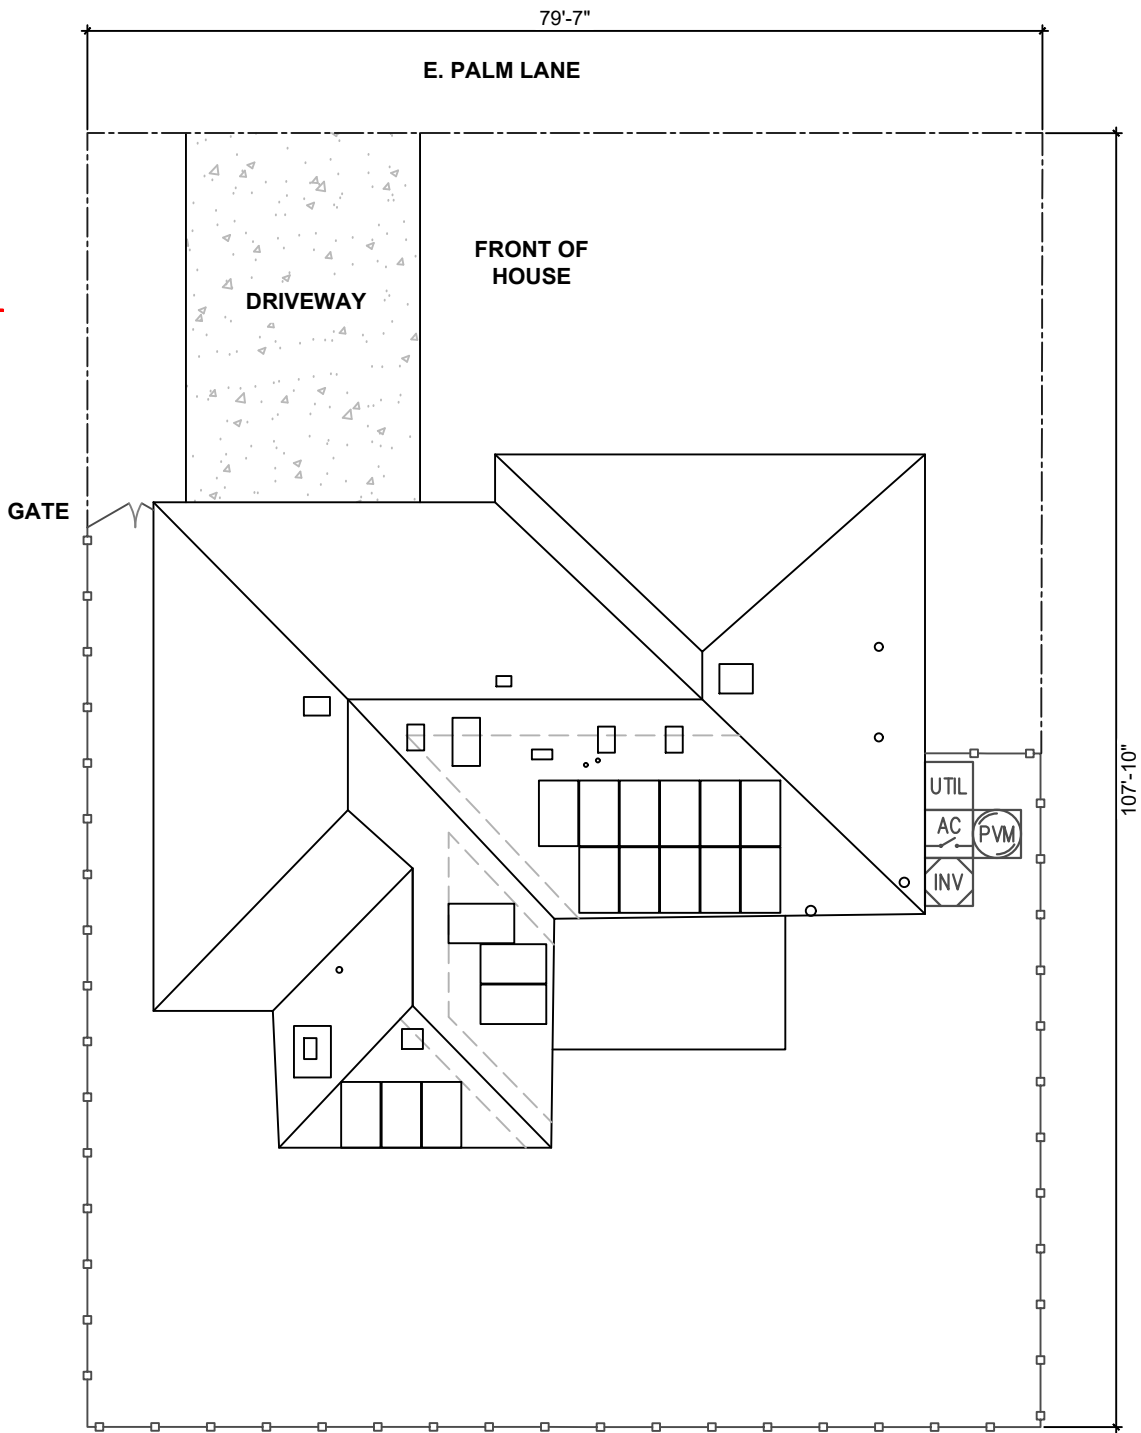 79'-7"
E. PALM LANE
FRONT OF
HOUSE
DRIVEWAY
GATE
107'-10"
UTIL
AC
PVM
INV